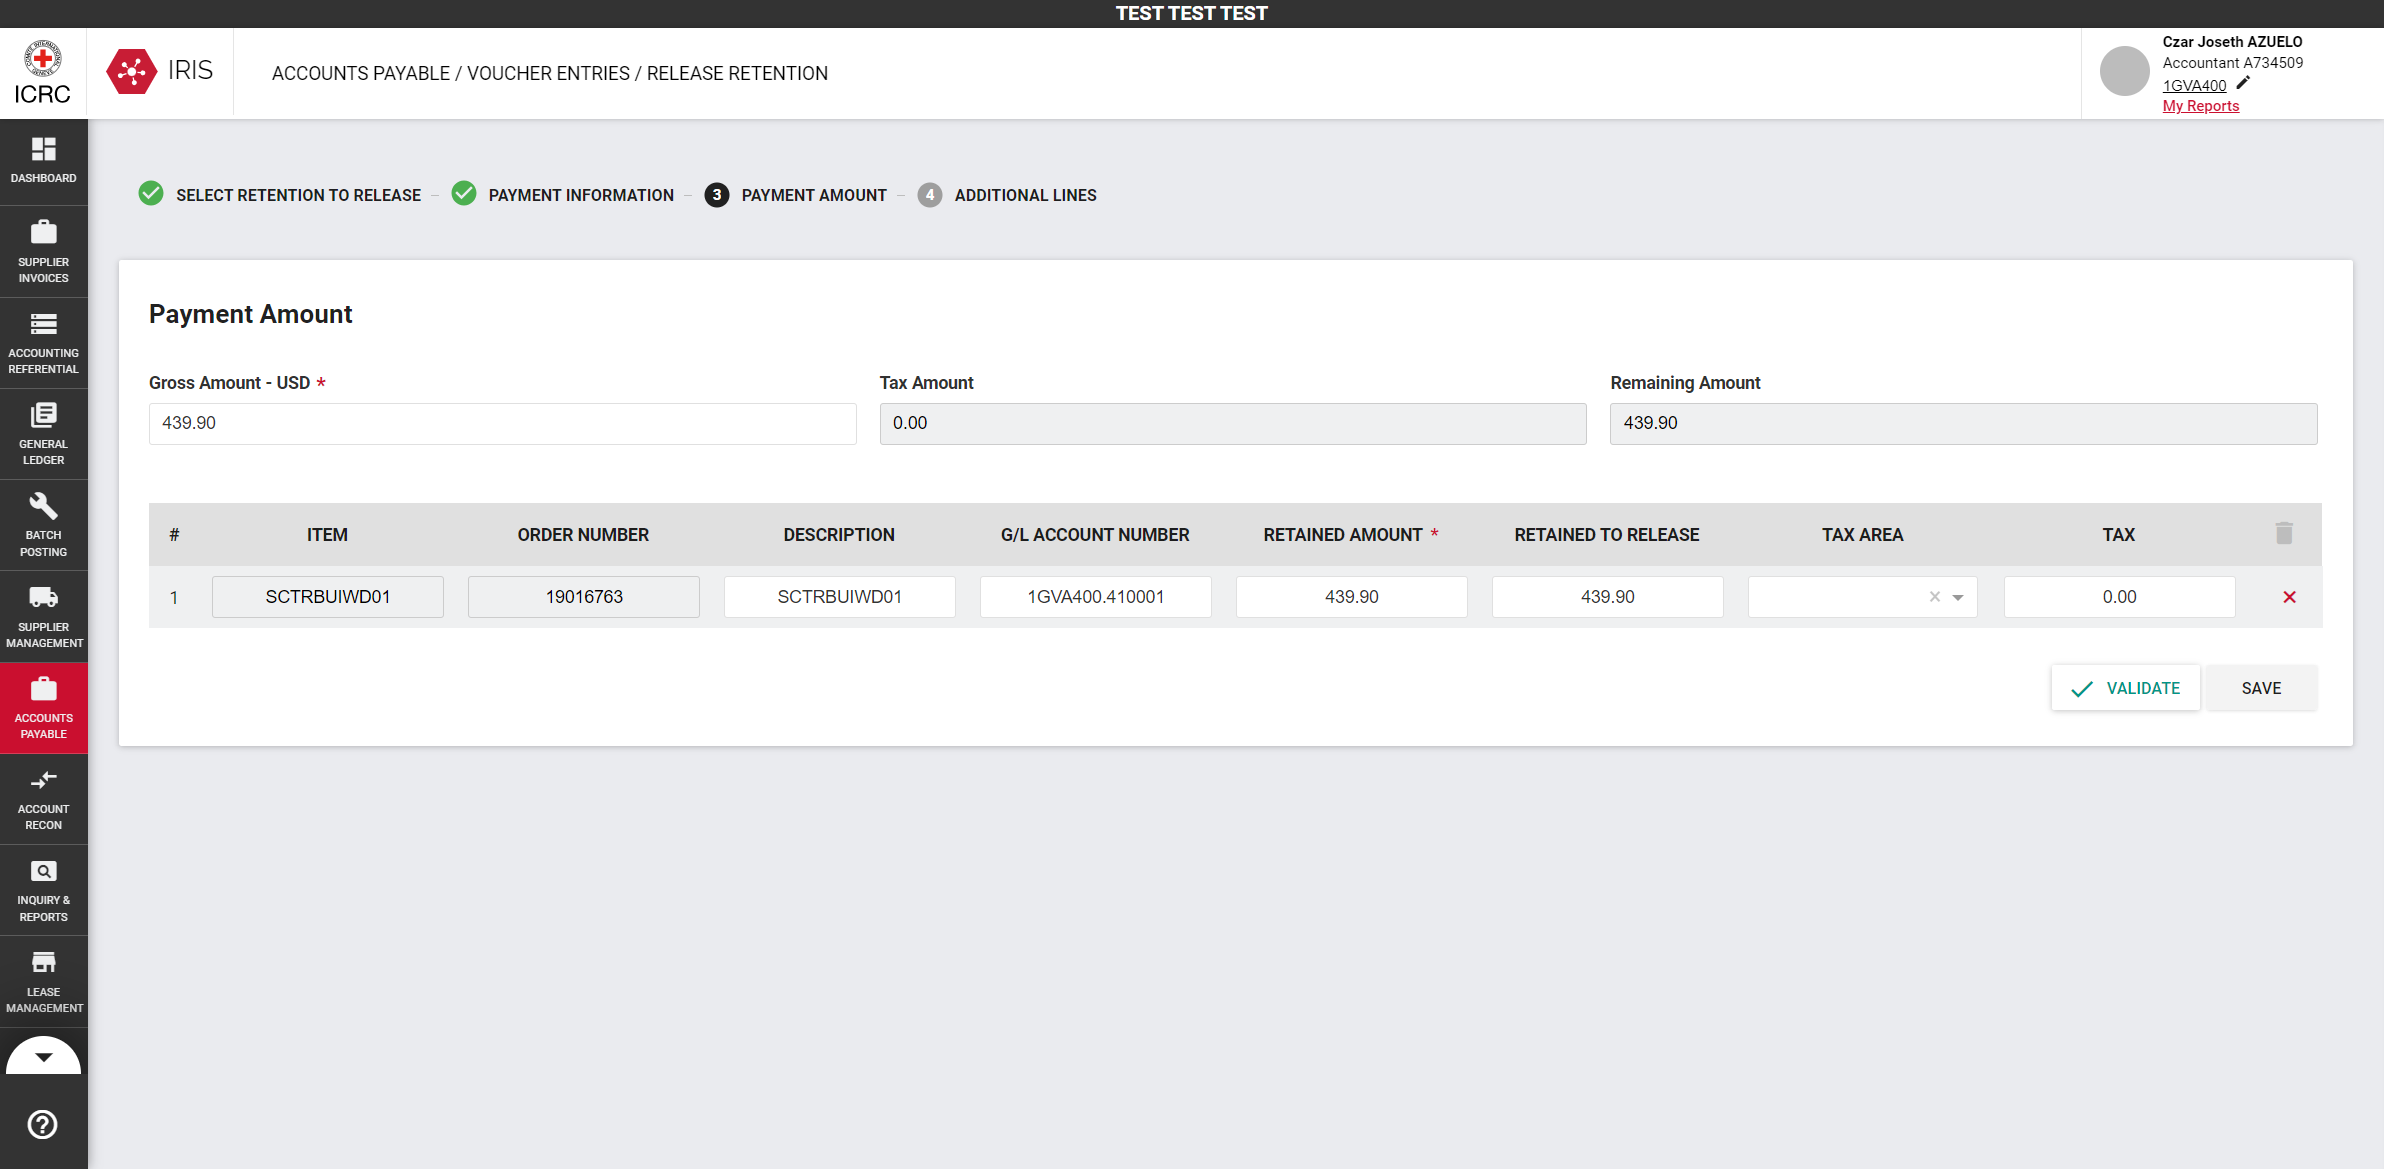 TEST TEST TEST
ICRC
IRIS
ACCOUNTS PAYABLE / VOUCHER ENTRIES / RELEASE RETENTION
Czar Joseth AZUELO
Accountant A734509
1GVA400
My Reports
DASHBOARD
SUPPLIER
INVOICES
ACCOUNTING
REFERENTIAL
GENERAL
LEDGER
BATCH
POSTING
SUPPLIER
MANAGEMENT
ACCOUNTS
PAYABLE
ACCOUNT
RECON
INQUIRY &
REPORTS
LEASE
MANAGEMENT
SELECT RETENTION TO RELEASE – PAYMENT INFORMATION – 3 PAYMENT AMOUNT – 4 ADDITIONAL LINES
Payment Amount
Gross Amount - USD * Tax Amount Remaining Amount
439.90 0.00 439.90
# ITEM ORDER NUMBER DESCRIPTION G/L ACCOUNT NUMBER RETAINED AMOUNT * RETAINED TO RELEASE TAX AREA TAX
1 SCTRBUIWD01 19016763 SCTRBUIWD01 1GVA400.410001 439.90 439.90 0.00
VALIDATE SAVE